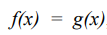 f(x) = g(x)